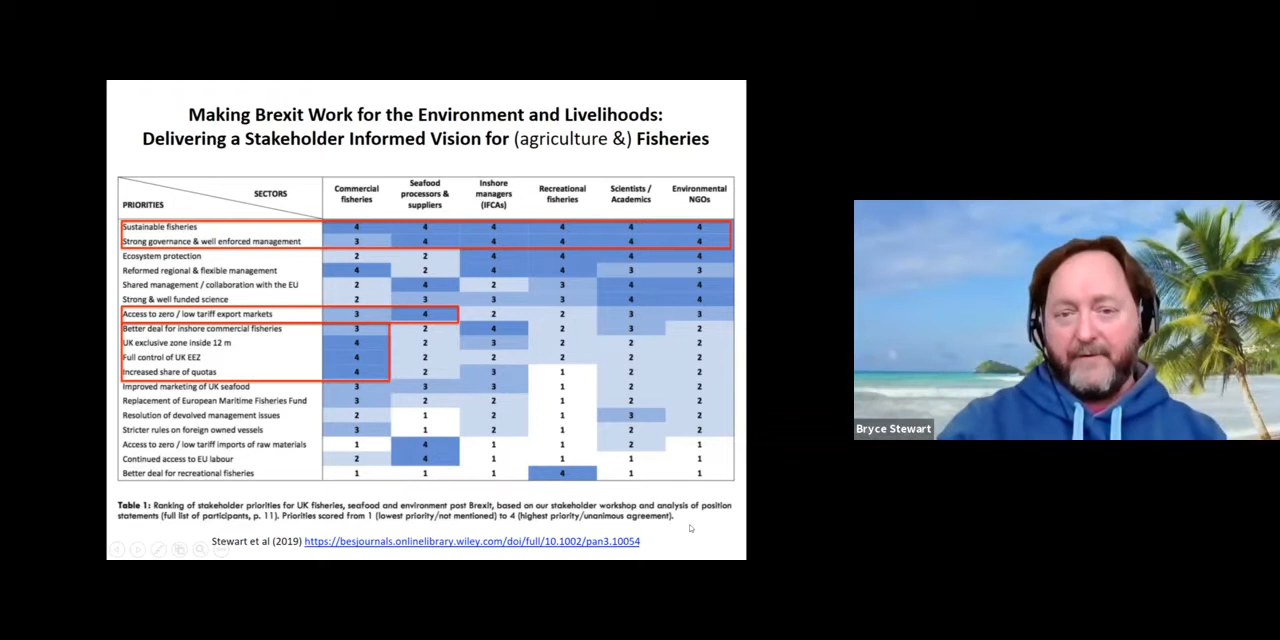 Making Brexit Work for the Environment and Livelihoods:
Delivering a Stakeholder Informed Vision for (agriculture &) Fisheries
SECTORS
PRIORITIES
Commercial fisheries
Seafood processors & suppliers
Inshore managers (IFCAs)
Recreational fisheries
Scientists / Academics
Environmental NGOs
Sustainable fisheries 4 4 4 4 4 4
Strong governance & well enforced management 3 4 4 4 4 4
Ecosystem protection 2 2 4 4 4 4
Reformed regional & flexible management 4 2 4 4 3 3
Shared management / collaboration with the EU 2 4 2 3 4 4
Strong & well funded science 2 3 3 3 4 4
Access to zero / low tariff export markets 3 4 2 2 3 3
Better deal for inshore commercial fisheries 3 2 4 2 3 2
UK exclusive zone inside 12 m 4 2 3 2 2 2
Full control of UK EEZ 4 2 2 2 2 2
Increased share of quotas 4 2 3 1 2 2
Improved marketing of UK seafood 3 3 3 1 2 2
Replacement of European Maritime Fisheries Fund 3 2 2 1 2 2
Resolution of devolved management issues 2 1 2 1 3 2
Stricter rules on foreign owned vessels 3 1 2 1 2 2
Access to zero / low tariff imports of raw materials 1 4 1 1 2 1
Continued access to EU labour 2 4 1 1 1 1
Better deal for recreational fisheries 1 1 1 4 1 1
Table 1: Ranking of stakeholder priorities for UK fisheries, seafood and environment post Brexit, based on our stakeholder workshop and analysis of position
statements (full list of participants, p. 11). Priorities scored from 1 (lowest priority/not mentioned) to 4 (highest priority/unanimous agreement).
Stewart et al (2019) https://besjournals.onlinelibrary.wiley.com/doi/full/10.1002/pan3.10054
Bryce Stewart